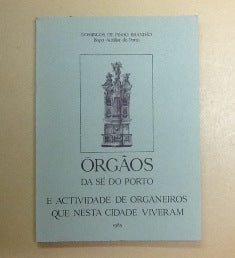 DOMINGOS DE PINHO BRANDÃO
Bispo Auxiliar do Porto
ÓRGÃOS
DA SÉ DO PORTO
E ACTIVIDADE DE ORGANEIROS
QUE NESTA CIDADE VIVERAM
1985